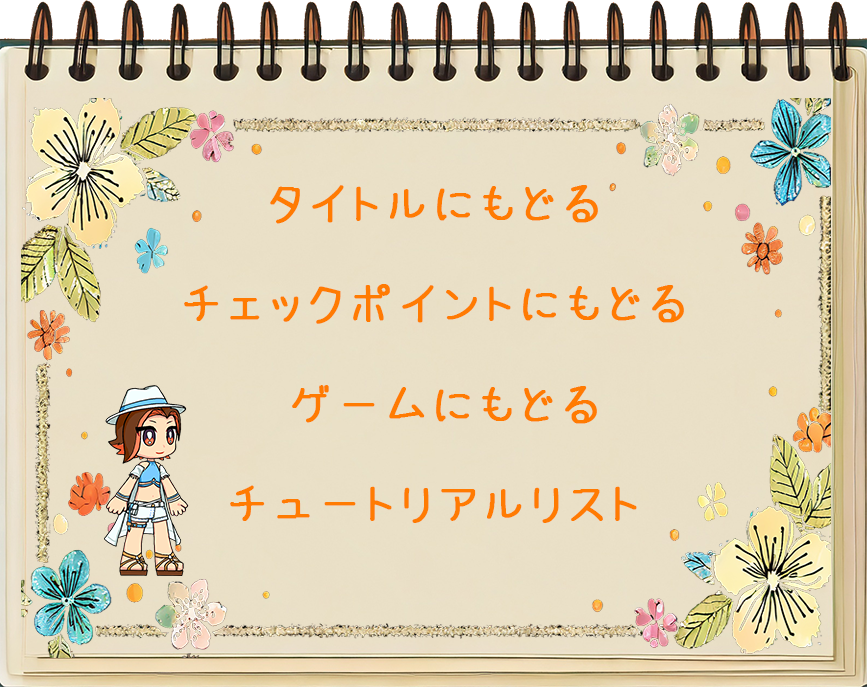 タイトルにもどる
チェックポイントにもどる
ゲームにもどる
チュートリアルリスト